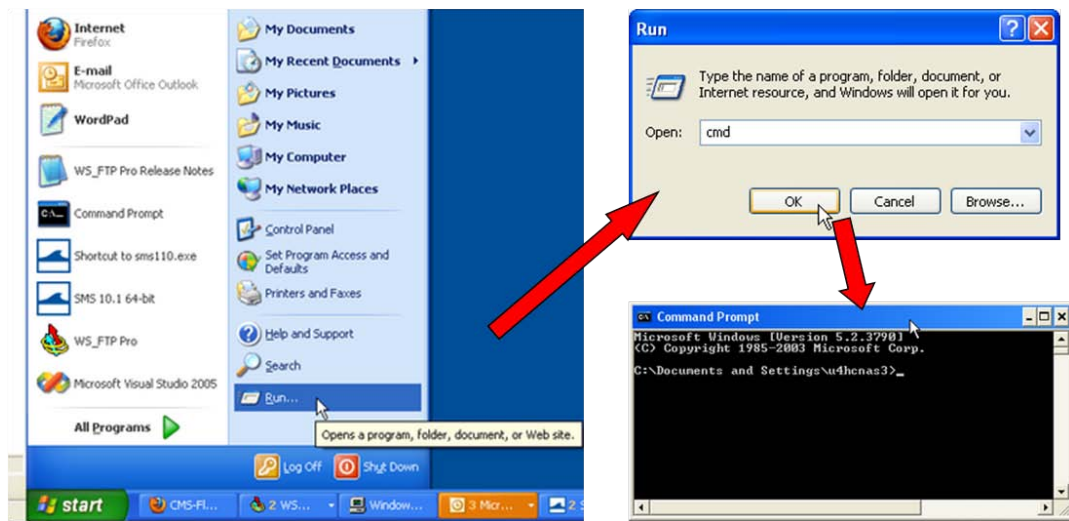 Internet
Firefox
E-mail
Microsoft Office Outlook
WordPad
WS_FTP Pro Release Notes
Command Prompt
Shortcut to sms110.exe
SMS 10.1 64-bit
WS_FTP Pro
Microsoft Visual Studio 2005
All Programs
My Documents
My Recent Documents
My Pictures
My Music
My Computer
My Network Places
Control Panel
Set Program Access and
Defaults
Printers and Faxes
Help and Support
Search
Run...
Opens a program, folder, document, or Web site.
Log Off
Shut Down
start
CMS-Fl...
2 WS...
Window...
3 Micr...
2 S
Run
Type the name of a program, folder, document, or
Internet resource, and Windows will open it for you.
Open:
cmd
OK
Cancel
Browse...
Command Prompt
Microsoft Windows [Version 5.2.3790]
(C) Copyright 1985-2003 Microsoft Corp.
C:\Documents and Settings\u4hcnas3>_